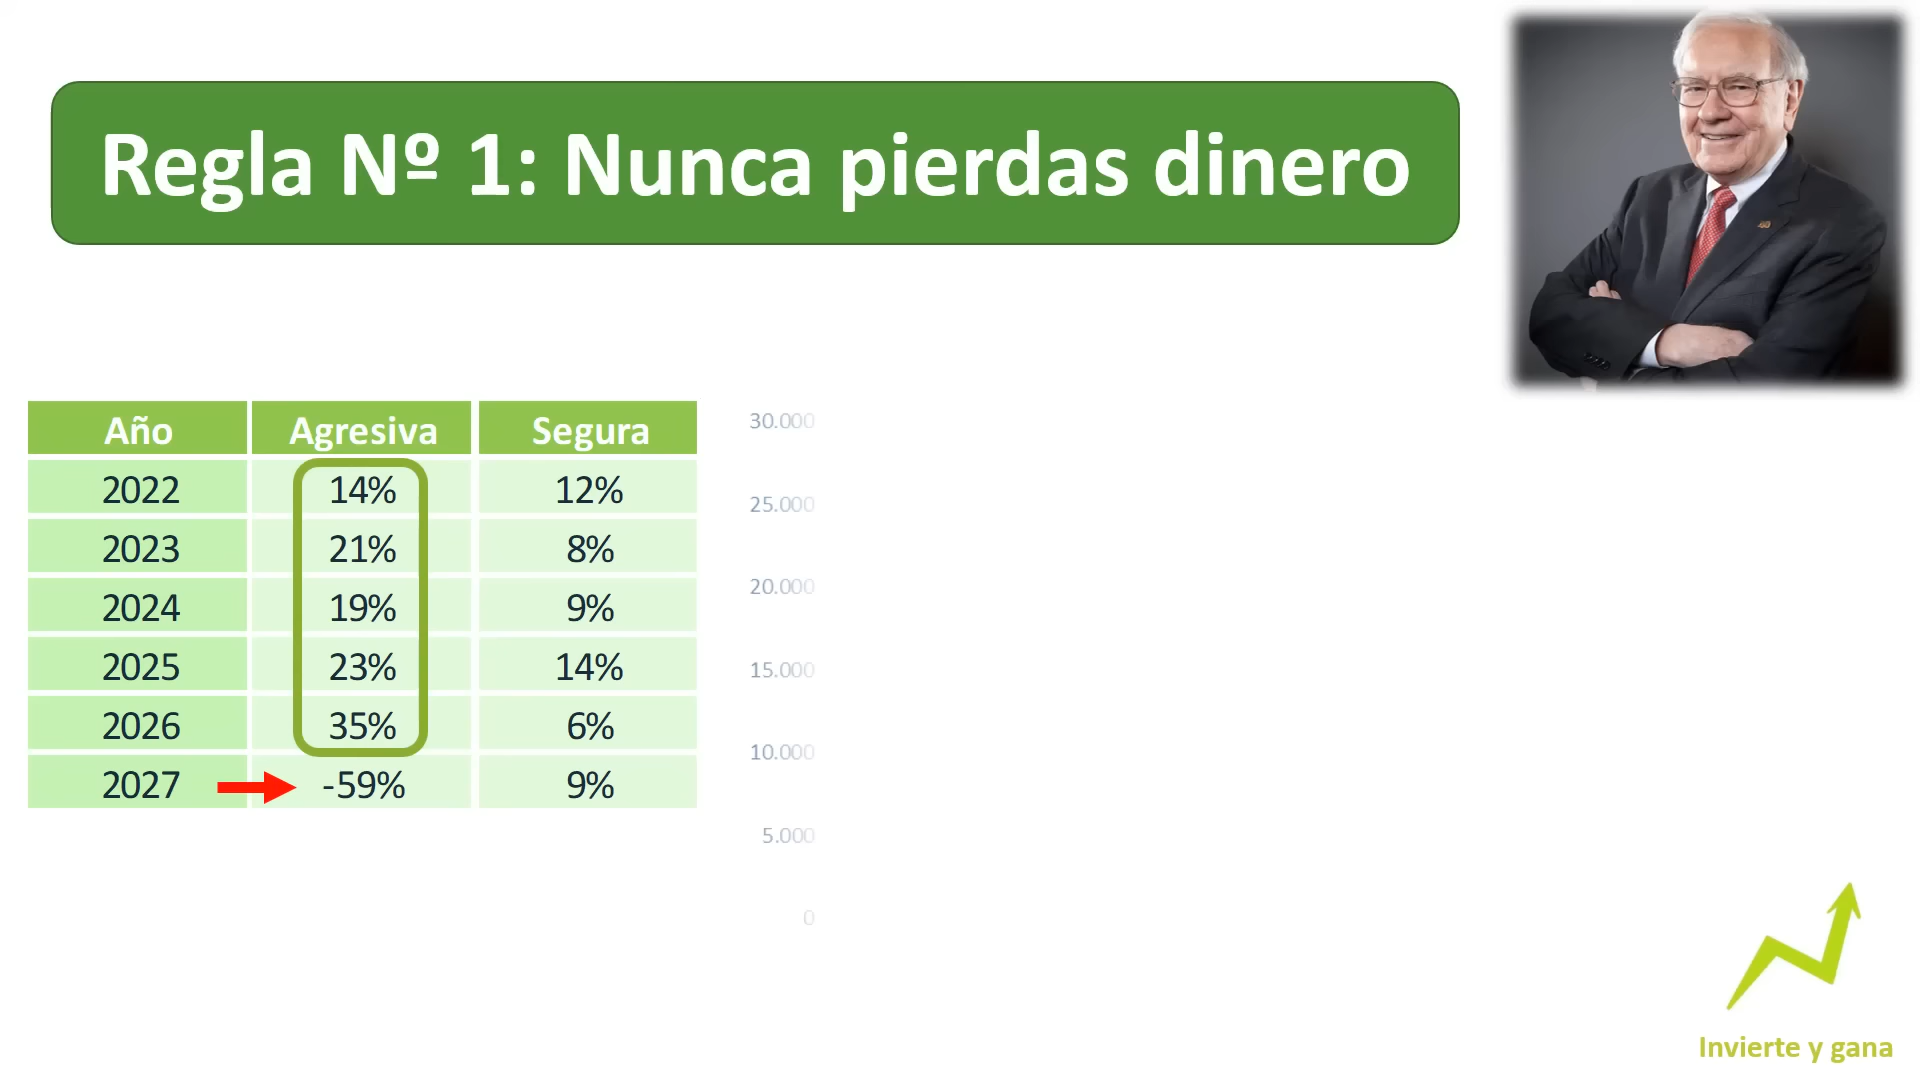 Regla Nº 1: Nunca pierdas dinero
Año Agresiva Segura
2022 14% 12%
2023 21% 8%
2024 19% 9%
2025 23% 14%
2026 35% 6%
2027 -59% 9%
30.000
25.000
20.000
15.000
10.000
5.000
0
Invierte y gana